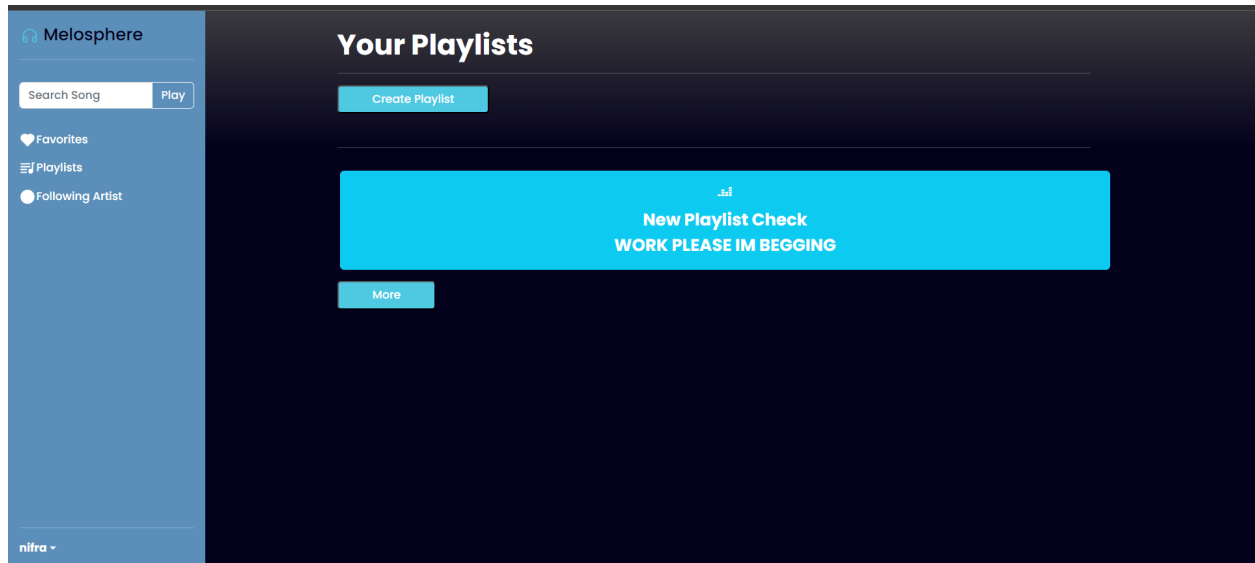 Melosphere
Search Song
Play
Favorites
Playlists
Following Artist
nifra
Your Playlists
Create Playlist
New Playlist Check
WORK PLEASE IM BEGGING
More